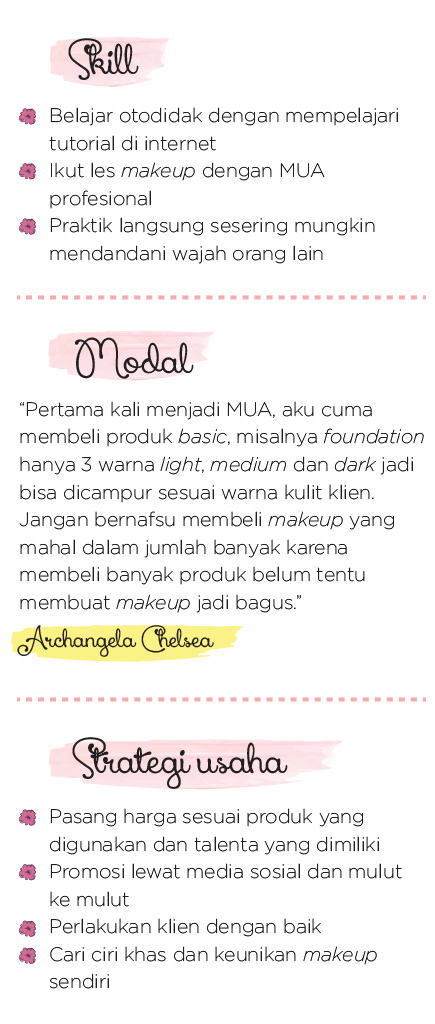 Skill
Belajar otodidak dengan mempelajari
tutorial di internet
Ikut les makeup dengan MUA
profesional
Praktik langsung sesering mungkin
mendandani wajah orang lain
Modal
“Pertama kali menjadi MUA, aku cuma
membeli produk basic, misalnya foundation
hanya 3 warna light, medium dan dark jadi
bisa dicampur sesuai warna kulit klien.
Jangan bernafsu membeli makeup yang
mahal dalam jumlah banyak karena
membeli banyak produk belum tentu
membuat makeup jadi bagus.”
Archangela Chelsea
Strategi usaha
Pasang harga sesuai produk yang
digunakan dan talenta yang dimiliki
Promosi lewat media sosial dan mulut
ke mulut
Perlakukan klien dengan baik
Cari ciri khas dan keunikan makeup
sendiri